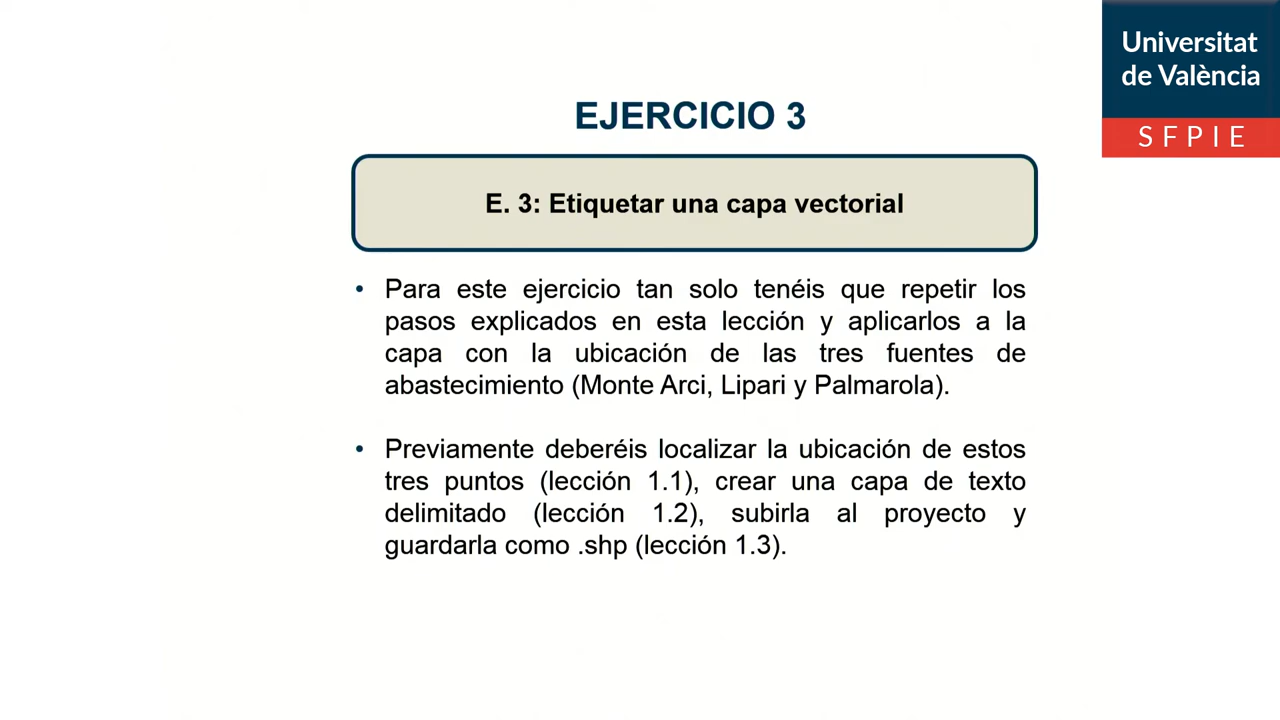 Universitat
de València
SFPIE
EJERCICIO 3
E. 3: Etiquetar una capa vectorial
• Para este ejercicio tan solo tenéis que repetir los
pasos explicados en esta lección y aplicarlos a la
capa con la ubicación de las tres fuentes de
abastecimiento (Monte Arci, Lipari y Palmarola).
• Previamente deberéis localizar la ubicación de estos
tres puntos (lección 1.1), crear una capa de texto
delimitado (lección 1.2), subirla al proyecto y
guardarla como .shp (lección 1.3).